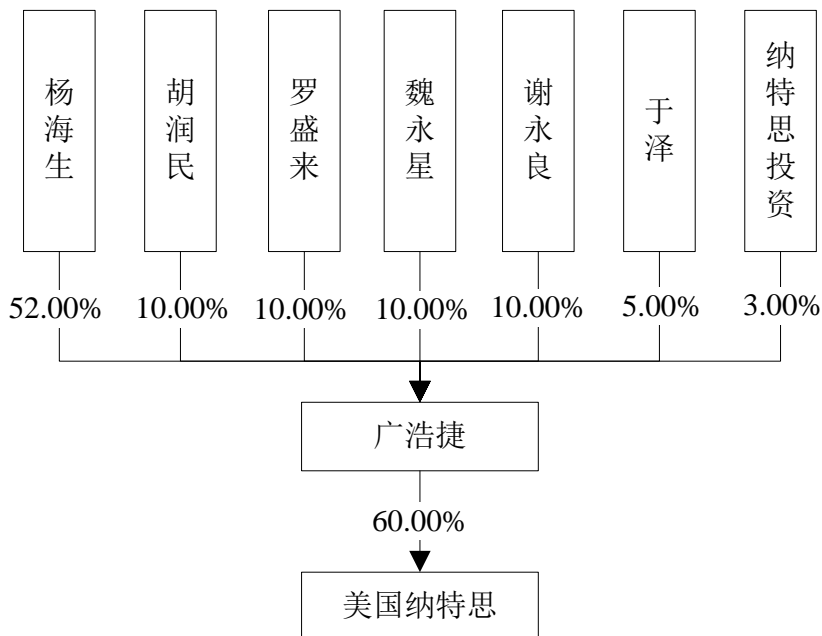 杨海生
胡润民
罗盛来
魏永星
谢永良
于泽
纳特思投资
52.00%
10.00%
10.00%
10.00%
10.00%
5.00%
3.00%
广浩捷
60.00%
美国纳特思